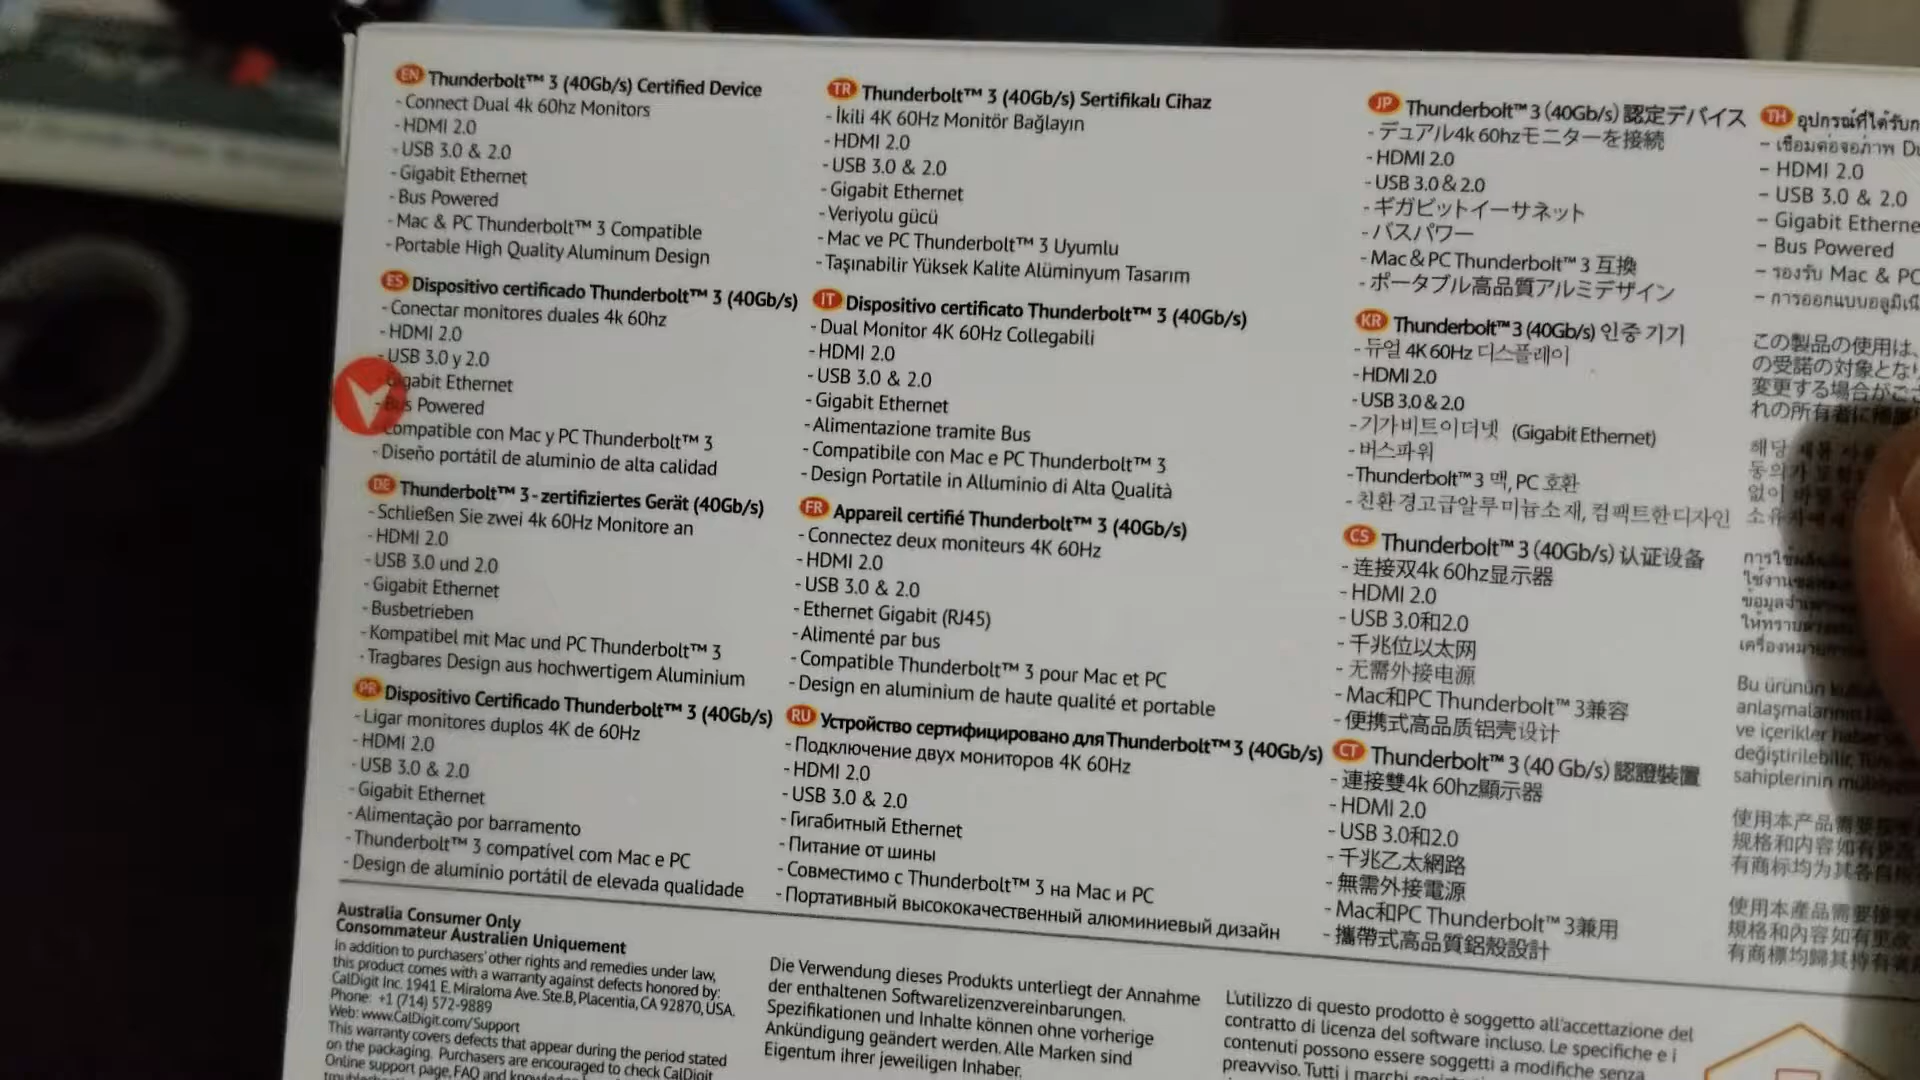 EN Thunderbolt™ 3 (40Gb/s) Certified Device
- Connect Dual 4k 60hz Monitors
- HDMI 2.0
- USB 3.0 & 2.0
- Gigabit Ethernet
- Bus Powered
- Mac & PC Thunderbolt™ 3 Compatible
- Portable High Quality Aluminum Design
ES Dispositivo certificado Thunderbolt™ 3 (40Gb/s)
- Conectar monitores duales 4k 60hz
- HDMI 2.0
- USB 3.0 y 2.0
Gigabit Ethernet
Bus Powered
Compatible con Mac y PC Thunderbolt™ 3
- Diseño portátil de aluminio de alta calidad
DE Thunderbolt™ 3 - zertifiziertes Gerät (40Gb/s)
- Schließen Sie zwei 4k 60Hz Monitore an
- HDMI 2.0
- USB 3.0 und 2.0
- Gigabit Ethernet
- Busbetrieben
- Kompatibel mit Mac und PC Thunderbolt™ 3
- Tragbares Design aus hochwertigem Aluminium
PR Dispositivo Certificado Thunderbolt™ 3 (40Gb/s)
- Ligar monitores duplos 4K de 60Hz
- HDMI 2.0
- USB 3.0 & 2.0
- Gigabit Ethernet
- Alimentação por barramento
- Thunderbolt™ 3 compatível com Mac e PC
- Design de alumínio portátil de elevada qualidade
TR Thunderbolt™ 3 (40Gb/s) Sertifikalı Cihaz
- İkili 4K 60Hz Monitör Bağlayın
- HDMI 2.0
- USB 3.0 & 2.0
- Gigabit Ethernet
- Veriyolu gücü
- Mac ve PC Thunderbolt™ 3 Uyumlu
- Taşınabilir Yüksek Kalite Alüminyum Tasarım
IT Dispositivo certificato Thunderbolt™ 3 (40Gb/s)
- Dual Monitor 4K 60Hz Collegabili
- HDMI 2.0
- USB 3.0 & 2.0
- Gigabit Ethernet
- Alimentazione tramite Bus
- Compatibile con Mac e PC Thunderbolt™ 3
- Design Portatile in Alluminio di Alta Qualità
FR Appareil certifié Thunderbolt™ 3 (40Gb/s)
- Connectez deux moniteurs 4K 60Hz
- HDMI 2.0
- USB 3.0 & 2.0
- Ethernet Gigabit (RJ45)
- Alimenté par bus
- Compatible Thunderbolt™ 3 pour Mac et PC
- Design en aluminium de haute qualité et portable
RU Устройство сертифицировано для Thunderbolt™ 3 (40Gb/s)
- Подключение двух мониторов 4K 60Hz
- HDMI 2.0
- USB 3.0 & 2.0
- Гигабитный Ethernet
- Питание от шины
- Совместимо с Thunderbolt™ 3 на Mac и PC
- Портативный высококачественный алюминиевый дизайн
JP Thunderbolt™ 3 (40Gb/s) 認定デバイス
- デュアル4k 60hzモニターを接続
- HDMI 2.0
- USB 3.0 & 2.0
- ギガビットイーサネット
- バスパワー
- Mac & PC Thunderbolt™ 3 互換
- ポータブル高品質アルミデザイン
KR Thunderbolt™ 3 (40Gb/s) 인증 기기
- 듀얼 4K 60Hz 디스플레이
- HDMI 2.0
- USB 3.0 & 2.0
- 기가비트이더넷 (Gigabit Ethernet)
- 버스파워
- Thunderbolt™ 3 맥, PC 호환
- 친환경고급알루미늄소재, 컴팩트한디자인
CS Thunderbolt™ 3 (40Gb/s) 认证设备
- 连接双4k 60hz显示器
- HDMI 2.0
- USB 3.0和2.0
- 千兆位以太网
- 无需外接电源
- Mac和PC Thunderbolt™ 3兼容
- 便携式高品质铝壳设计
CT Thunderbolt™ 3 (40 Gb/s) 認證裝置
- 連接雙4k 60hz顯示器
- HDMI 2.0
- USB 3.0和2.0
- 千兆乙太網路
- 無需外接電源
- Mac和PC Thunderbolt™ 3兼用
- 攜帶式高品質鋁殼設計
TH อุปกรณ์ที่ได้รับ
- เชื่อมต่อจอภาพ
- HDMI 2.0
- USB 3.0 & 2.0
- Gigabit Etherne
- Bus Powered
- รองรับ Mac & PC
この製品の使用は、
の受諾の対象とな
変更する場合がご
れの所有者に
해당 제품
Bu ürünün
anlaşmalarının
ve içerikler haber
değiştirilebilir.
sahiplerinin
使用本产品需要
规格和内容如有更改
有商标均为其各自
使用本產品需要接受
規格和內容如有更改
有商標均歸其持有者
Australia Consumer Only
Consommateur Australien Uniquement
In addition to purchasers' other rights and remedies under law,
this product comes with a warranty against defects honored by:
CalDigit Inc. 1941 E. Miraloma Ave. Ste.B, Placentia, CA 92870, USA.
Phone: +1 (714) 572-9889
Web: www.CalDigit.com/Support
This warranty covers defects that appear during the period stated
on the packaging. Purchasers are encouraged to check CalDigit
Online support page, FAQ and
Die Verwendung dieses Produkts unterliegt der Annahme
der enthaltenen Softwarelizenzvereinbarungen.
Spezifikationen und Inhalte können ohne vorherige
Ankündigung geändert werden. Alle Marken sind
Eigentum ihrer jeweiligen Inhaber.
L'utilizzo di questo prodotto è soggetto all'accettazione del
contratto di licenza del software incluso. Le specifiche e i
contenuti possono essere soggetti a modifiche senza
preavviso. Tutti i marchi